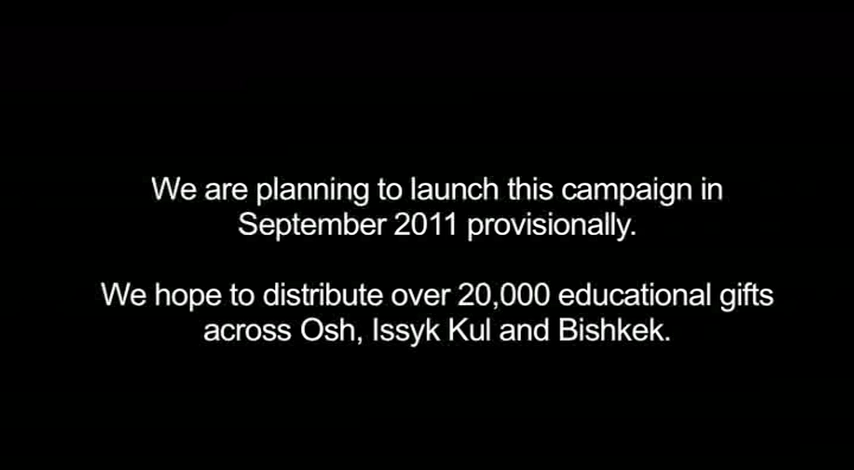 We are planning to launch this campaign in
September 2011 provisionally.
We hope to distribute over 20,000 educational gifts
across Osh, Issyk Kul and Bishkek.